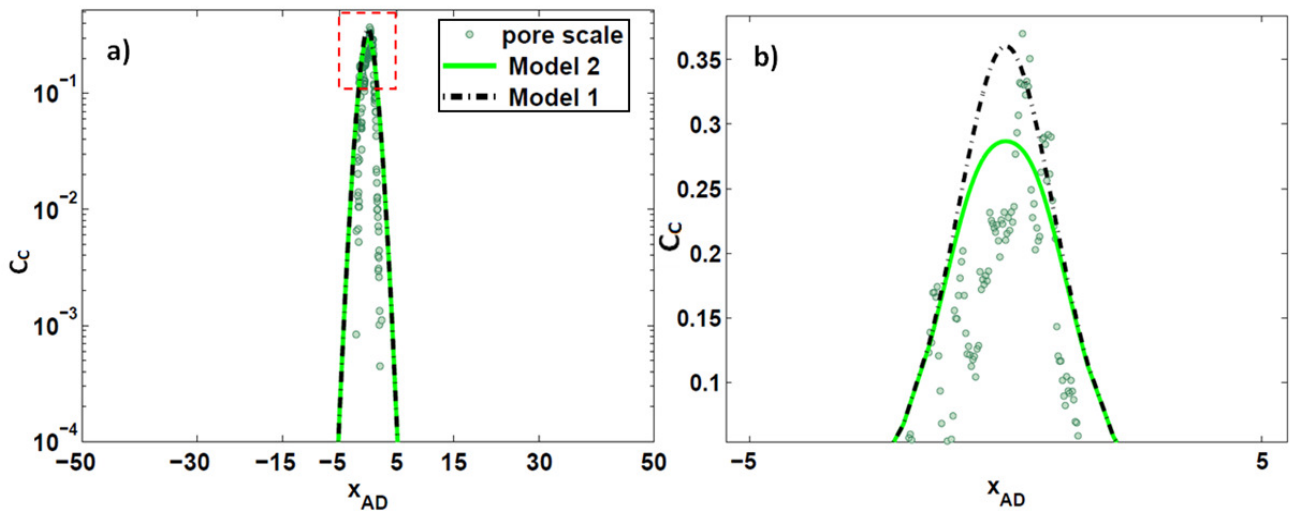 a)
pore scale
Model 2
Model 1
10⁻¹
10⁻²
10⁻³
10⁻⁴
C_C
−50 −30 −15 −5 5 15 30 50
x_AD
b)
0.35
0.3
0.25
0.2
0.15
0.1
C_C
−5 5
x_AD